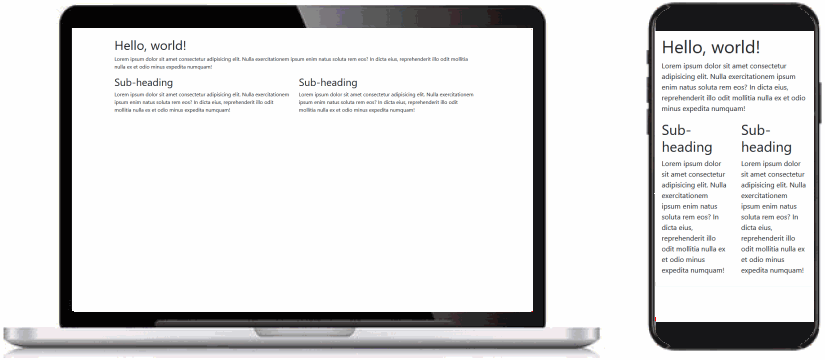 Hello, world!
Lorem ipsum dolor sit amet consectetur adipisicing elit. Nulla exercitationem ipsum enim natus soluta rem eos? In dicta eius, reprehenderit illo odit mollitia
nulla ex et odio minus expedita numquam!
Sub-heading
Lorem ipsum dolor sit amet consectetur adipisicing elit. Nulla exercitationem
ipsum enim natus soluta rem eos? In dicta eius, reprehenderit illo odit
mollitia nulla ex et odio minus expedita numquam!
Sub-heading
Lorem ipsum dolor sit amet consectetur adipisicing elit. Nulla exercitationem
ipsum enim natus soluta rem eos? In dicta eius, reprehenderit illo odit
mollitia nulla ex et odio minus expedita numquam!
Hello, world!
Lorem ipsum dolor sit amet consectetur
adipisicing elit. Nulla exercitationem ipsum
enim natus soluta rem eos? In dicta eius,
reprehenderit illo odit mollitia nulla ex et odio
minus expedita numquam!
Sub-
heading
Lorem ipsum dolor
sit amet consectetur
adipisicing elit. Nulla
exercitationem
ipsum enim natus
soluta rem eos? In
dicta eius,
reprehenderit illo
odit mollitia nulla ex
et odio minus
expedita numquam!
Sub-
heading
Lorem ipsum dolor
sit amet consectetur
adipisicing elit. Nulla
exercitationem
ipsum enim natus
soluta rem eos? In
dicta eius,
reprehenderit illo
odit mollitia nulla ex
et odio minus
expedita numquam!